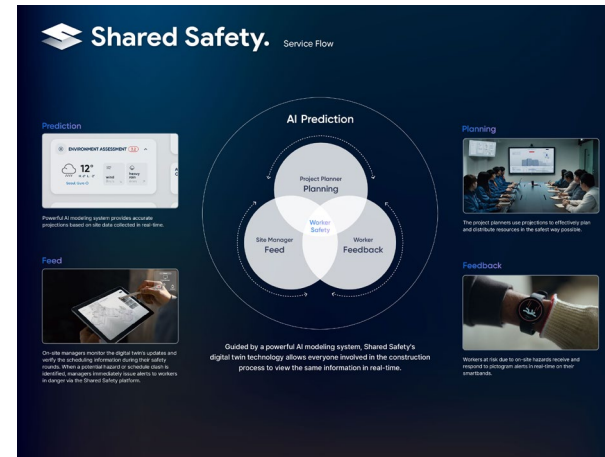 Shared Safety.
Service Flow
Prediction
ENVIRONMENT ASSESSMENT
12°
Powerful AI modeling system provides accurate
projections based on site data collected in real-time.
Feed
On-site managers monitor the digital twin's updates and
verify the scheduling information during their safety
rounds. When a potential hazard or schedule clash is
identified, managers immediately issue alerts to workers
in danger via the Shared Safety platform.
AI Prediction
Project Planner
Planning
Worker
Safety
Site Manager
Feed
Worker
Feedback
Guided by a powerful AI modeling system, Shared Safety's
digital twin technology allows everyone involved in the construction
process to view the same information in real-time.
Planning
The project planners use projections to effectively plan
and distribute resources in the safest way possible.
Feedback
Workers at risk due to on-site hazards receive and
respond to pictogram alerts in real-time on their
smartbands.